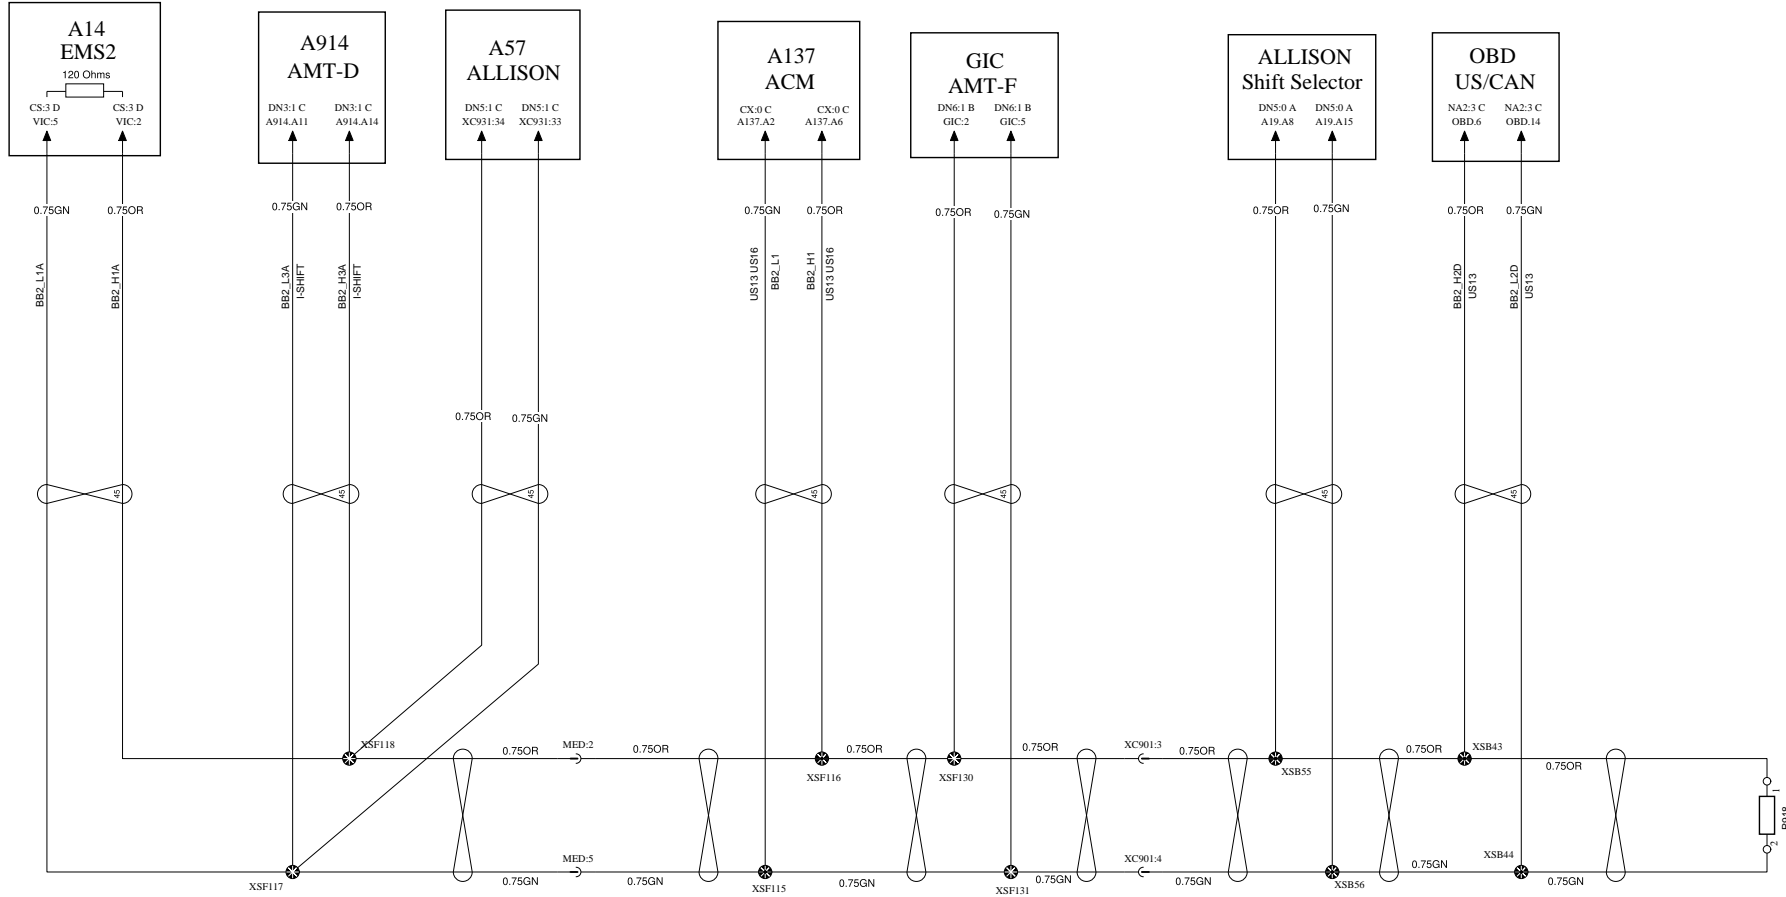 A14
EMS2
120 Ohms
CS:3 D
VIC:5
CS:3 D
VIC:2
A914
AMT-D
DN3:1 C
A914.A11
DN3:1 C
A914.A14
A57
ALLISON
DN5:1 C
XC931:34
DN5:1 C
XC931:33
A137
ACM
CX:0 C
A137.A2
CX:0 C
A137.A6
GIC
AMT-F
DN6:1 B
GIC:2
DN6:1 B
GIC:5
ALLISON
Shift Selector
DN5:0 A
A19.A8
DN5:0 A
A19.A15
OBD
US/CAN
NA2:3 C
OBD.6
NA2:3 C
OBD.14
0.75GN
0.75OR
0.75GN
0.75OR
0.75GN
0.75OR
0.75OR
0.75GN
0.75OR
0.75GN
0.75OR
0.75GN
BB2_L1A
BB2_H1A
BB2_L3A
I-SHIFT
BB2_H3A
I-SHIFT
US13 US16
BB2_L1
BB2_H1
US13 US16
BB2_H2D
US13
BB2_L2D
US13
0.75OR
0.75GN
45
45
45
45
45
45
45
XSF118
0.75OR
MED:2
0.75OR
XSF116
0.75OR
XSF130
0.75OR
XC901:3
0.75OR
XSB55
0.75OR
XSB43
0.75OR
1
R918
2
XSF117
0.75GN
MED:5
0.75GN
XSF115
0.75GN
XSF131
0.75GN
XC901:4
0.75GN
XSB56
0.75GN
XSB44
0.75GN